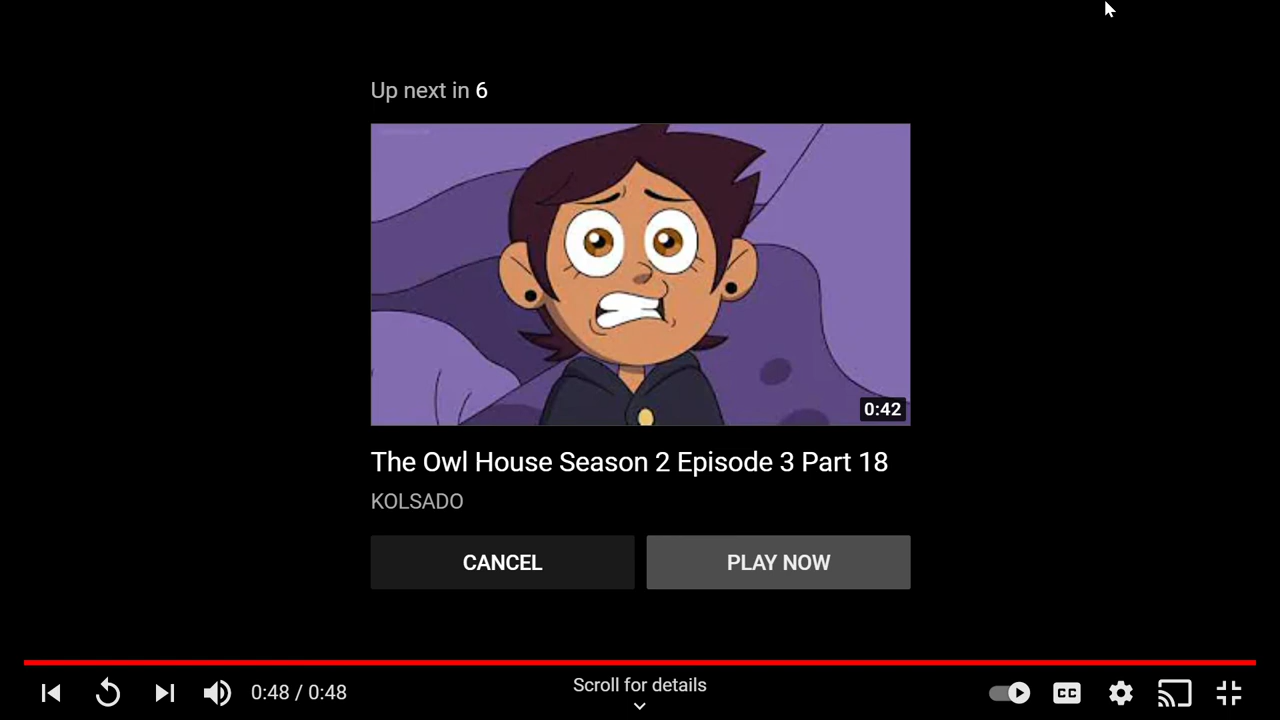 Up next in 6
0:42
The Owl House Season 2 Episode 3 Part 18
KOLSADO
CANCEL
PLAY NOW
0:48 / 0:48
Scroll for details
CC